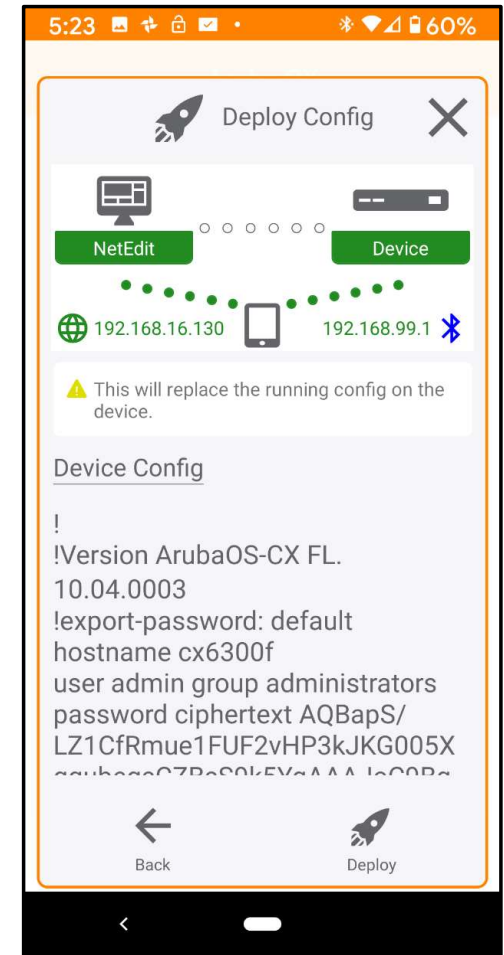 5:23
60%
Deploy Config
NetEdit
Device
192.168.16.130
192.168.99.1
This will replace the running config on the
device.
Device Config
!
!Version ArubaOS-CX FL.
10.04.0003
!export-password: default
hostname cx6300f
user admin group administrators
password ciphertext AQBapS/
LZ1CfRmue1FUF2vHP3kJKG005X
Back
Deploy